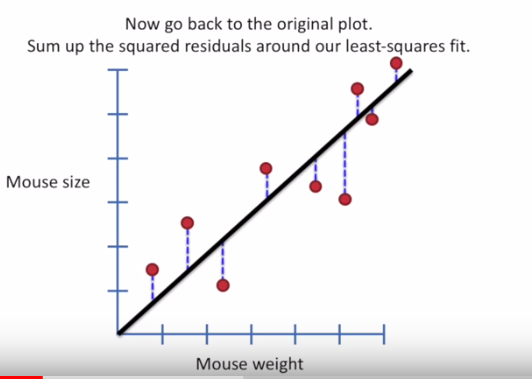 Now go back to the original plot.
Sum up the squared residuals around our least-squares fit.
Mouse size
Mouse weight